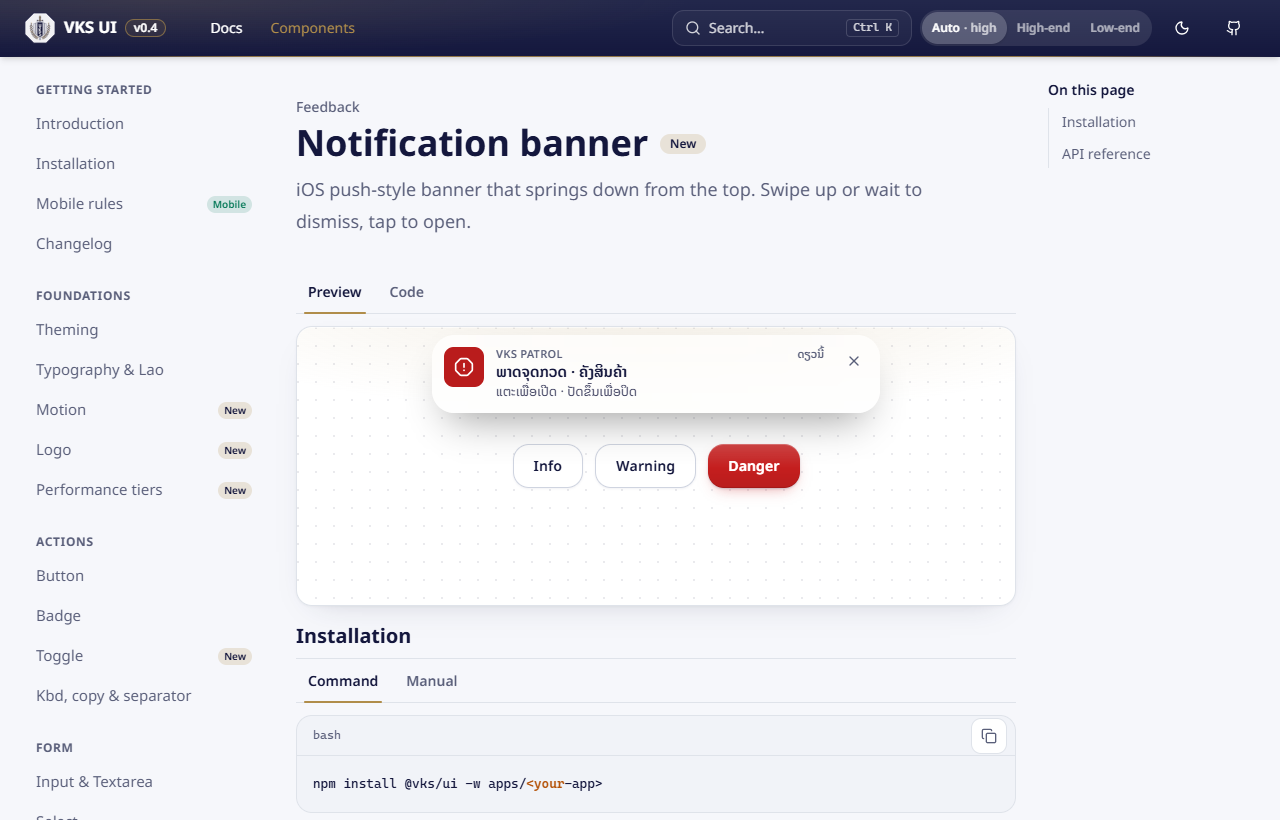 VKS UI v0.4
Docs
Components
Search...
Ctrl K
Auto · high
High-end
Low-end
GETTING STARTED
Introduction
Installation
Mobile rules
Mobile
Changelog
FOUNDATIONS
Theming
Typography & Lao
Motion
New
Logo
New
Performance tiers
New
ACTIONS
Button
Badge
Toggle
New
Kbd, copy & separator
FORM
Input & Textarea
Select
Feedback
Notification banner New
iOS push-style banner that springs down from the top. Swipe up or wait to
dismiss, tap to open.
Preview
Code
VKS PATROL
ດຽວນີ້
ພາດຈຸດກວດ · ຄັງສິນຄ້າ
ແຕະເພື່ອເປີດ · ປັດຂຶ້ນເພື່ອປິດ
Info
Warning
Danger
Installation
Command
Manual
bash
npm install @vks/ui -w apps/<your-app>
On this page
Installation
API reference